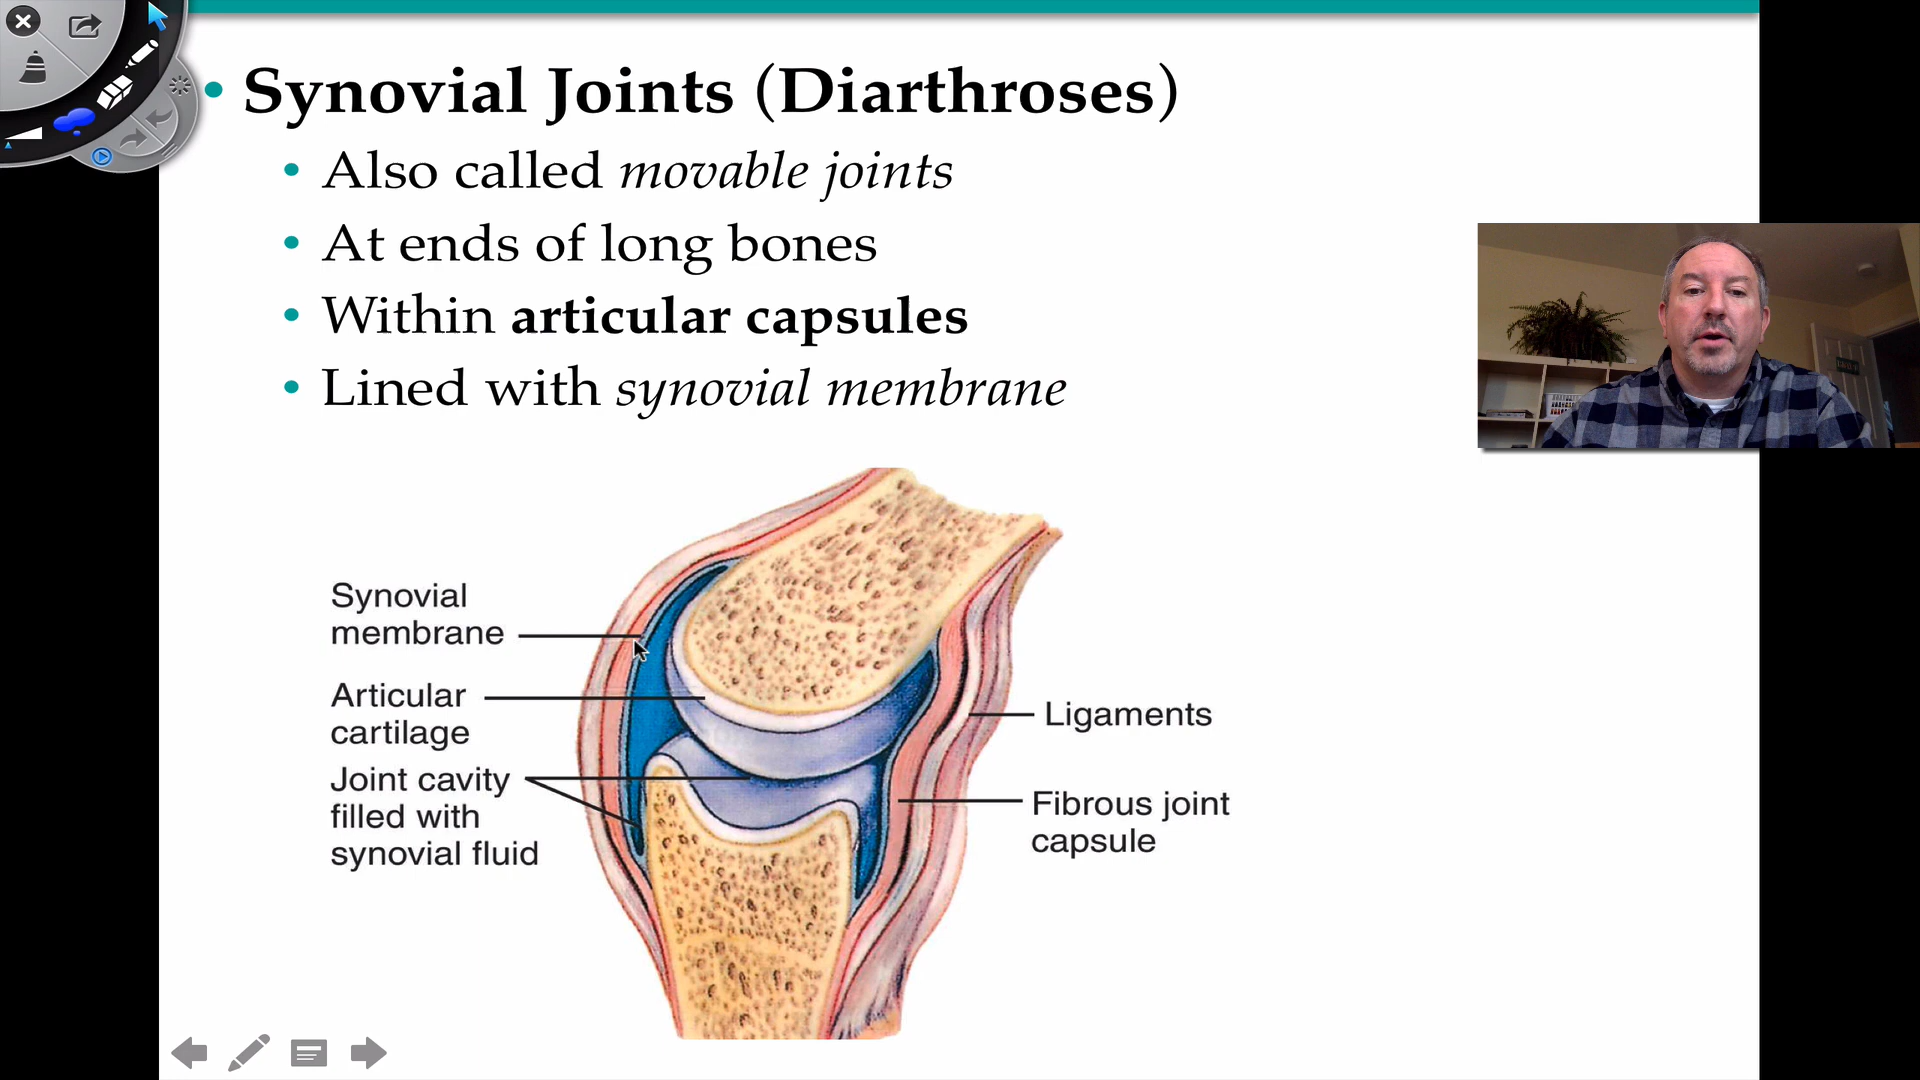 Synovial Joints (Diarthroses)
Also called movable joints
At ends of long bones
Within articular capsules
Lined with synovial membrane
Synovial
membrane
Articular
cartilage
Joint cavity
filled with
synovial fluid
Ligaments
Fibrous joint
capsule